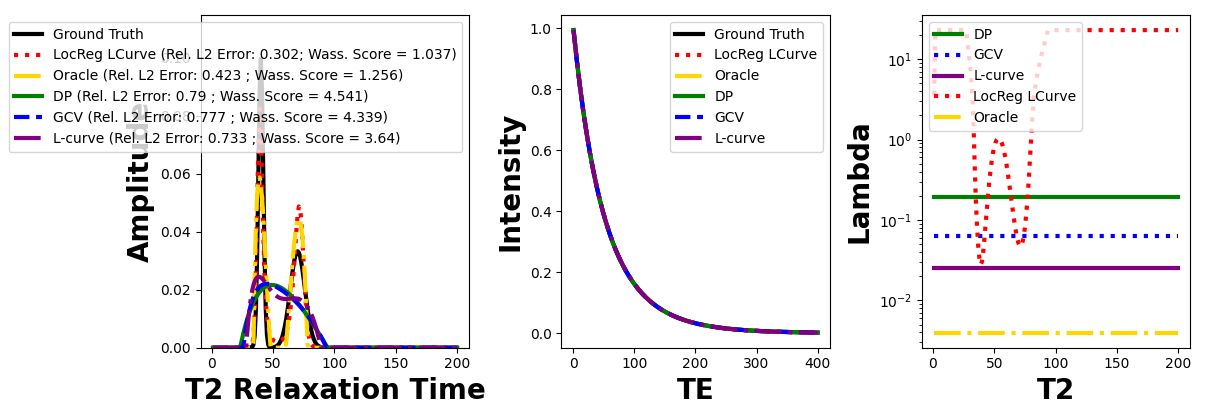 Ground Truth
LocReg LCurve (Rel. L2 Error: 0.302; Wass. Score = 1.037)
Oracle (Rel. L2 Error: 0.423 ; Wass. Score = 1.256)
DP (Rel. L2 Error: 0.79 ; Wass. Score = 4.541)
GCV (Rel. L2 Error: 0.777 ; Wass. Score = 4.339)
L-curve (Rel. L2 Error: 0.733 ; Wass. Score = 3.64)
Amplitude
0.10
0.08
0.06
0.04
0.02
0.00
0 50 100 150 200
T2 Relaxation Time
Ground Truth
LocReg LCurve
Oracle
DP
GCV
L-curve
Intensity
1.0
0.8
0.6
0.4
0.2
0.0
0 100 200 300 400
TE
DP
GCV
L-curve
LocReg LCurve
Oracle
Lambda
10¹
10⁰
10⁻¹
10⁻²
0 50 100 150 200
T2